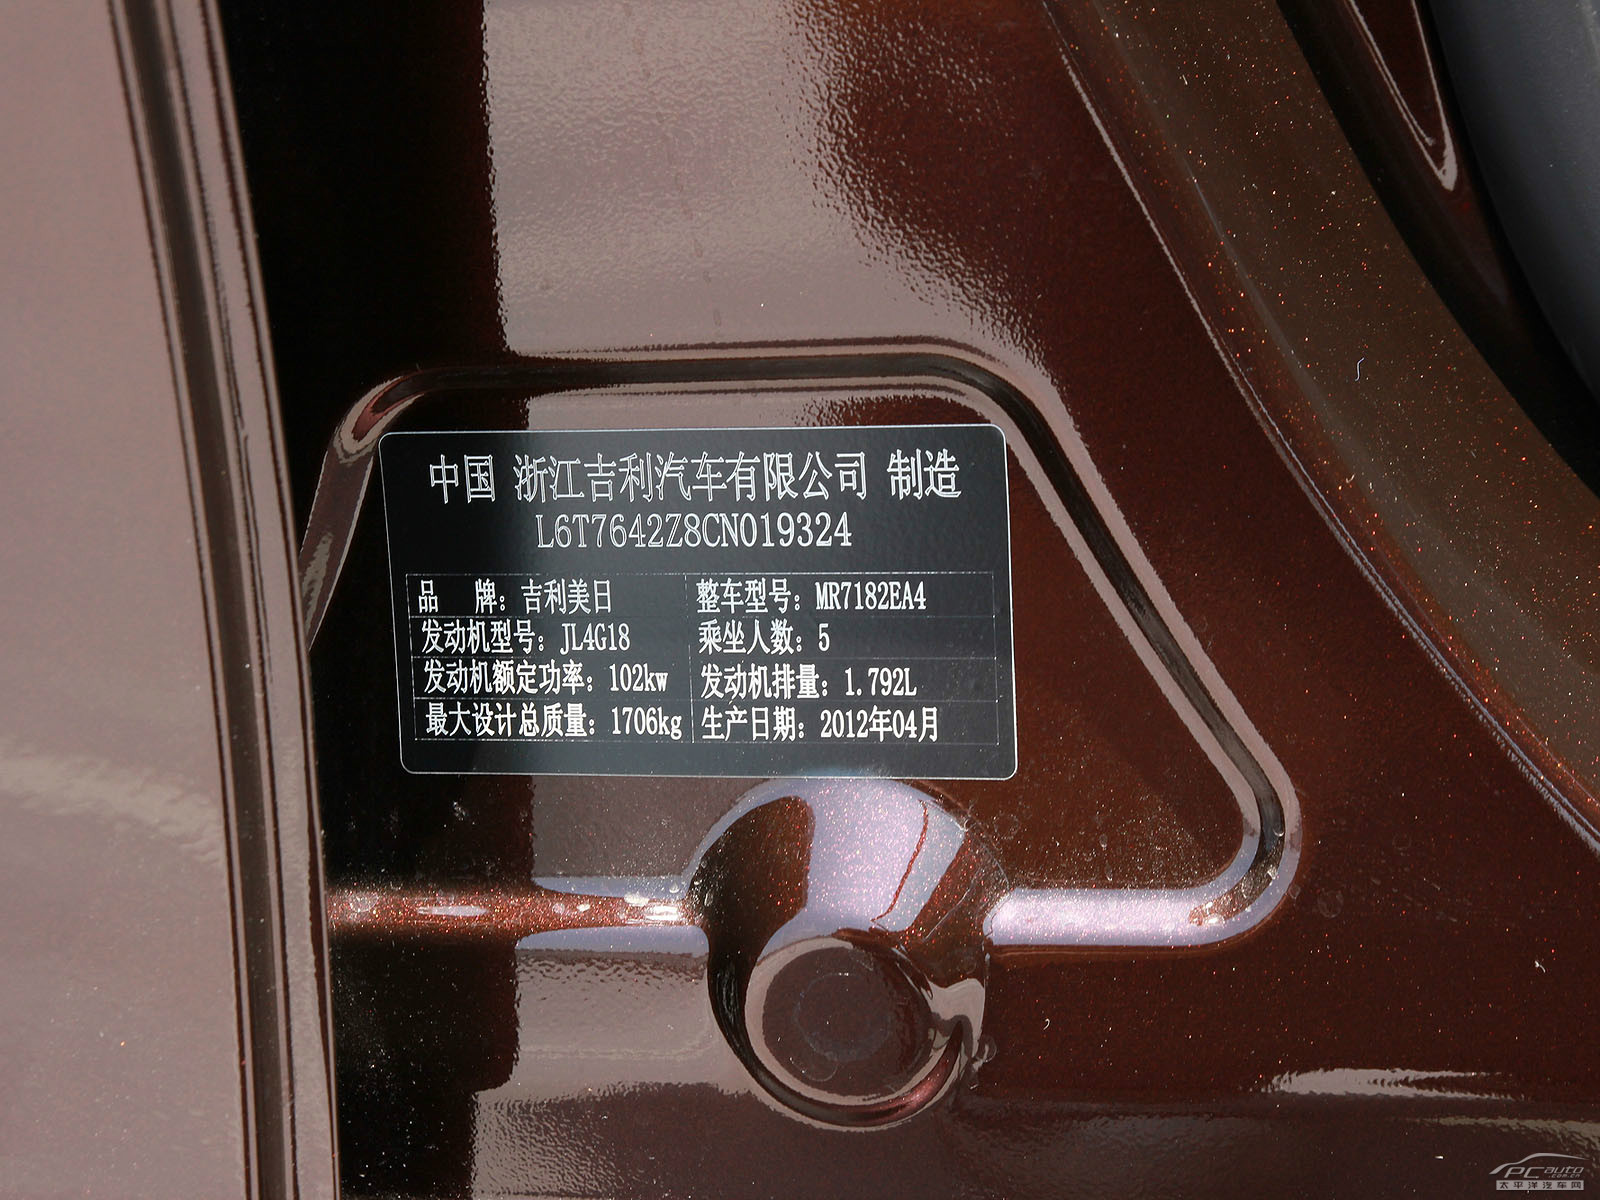 中国 浙江吉利汽车有限公司 制造
L6T7642Z8CN019324
品 牌：吉利美日 整车型号：MR7182EA4
发动机型号：JL4G18 乘坐人数：5
发动机额定功率：102kw 发动机排量：1.792L
最大设计总质量：1706kg 生产日期：2012年04月
PCauto
.com.cn
太平洋汽车网